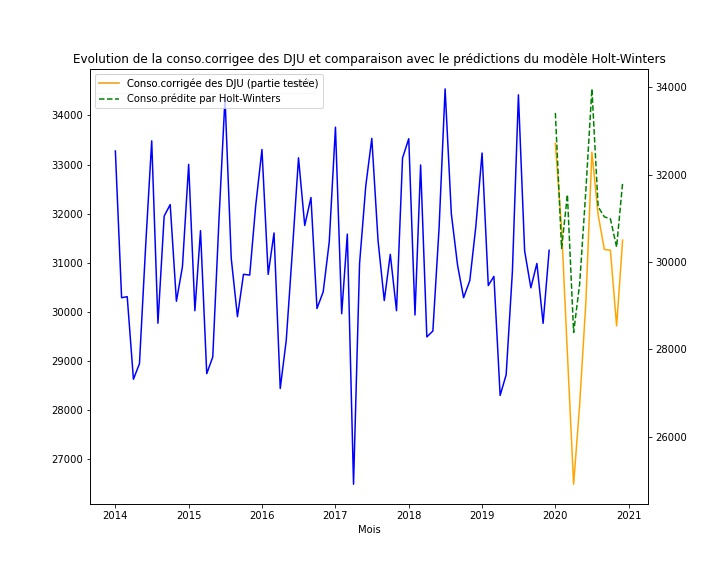 Evolution de la conso.corrigee des DJU et comparaison avec le prédictions du modèle Holt-Winters
Conso.corrigée des DJU (partie testée)
Conso.prédite par Holt-Winters
34000
33000
32000
31000
30000
29000
28000
27000
34000
32000
30000
28000
26000
2014 2015 2016 2017 2018 2019 2020 2021
Mois